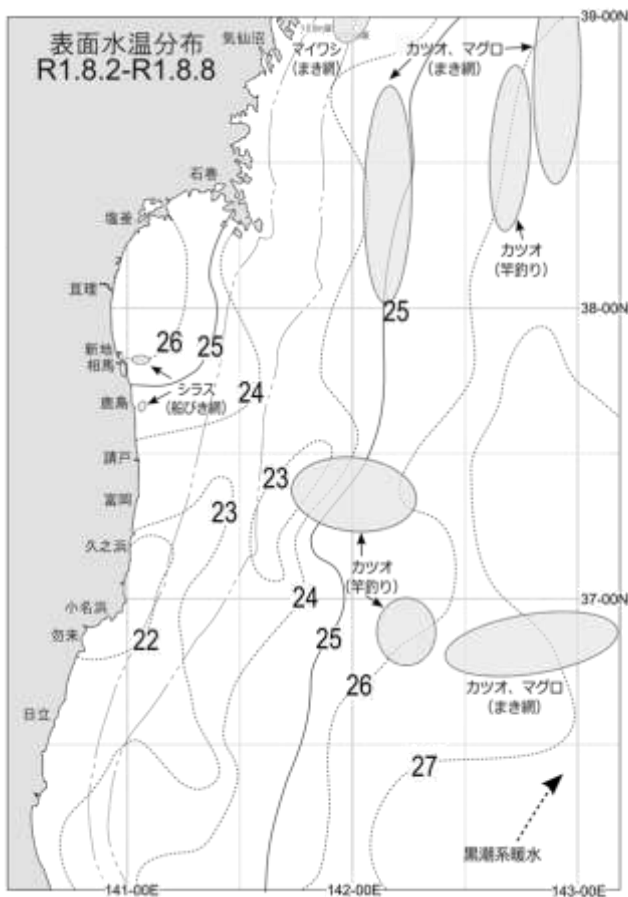 表面水温分布
R1.8.2-R1.8.8
気仙沼
マイワシ
(まき網)
カツオ、マグロ
(まき網)
39-00N
石巻
塩釜
カツオ
(竿釣り)
亘理
38-00N
25
26
25
新地
相馬
シラス
(船びき網)
24
鹿島
請戸
23
23
富岡
久之浜
カツオ
(竿釣り)
24
37-00N
小名浜
勿来
22
25
26
カツオ、マグロ
(まき網)
日立
27
黒潮系暖水
141-00E
142-00E
143-00E